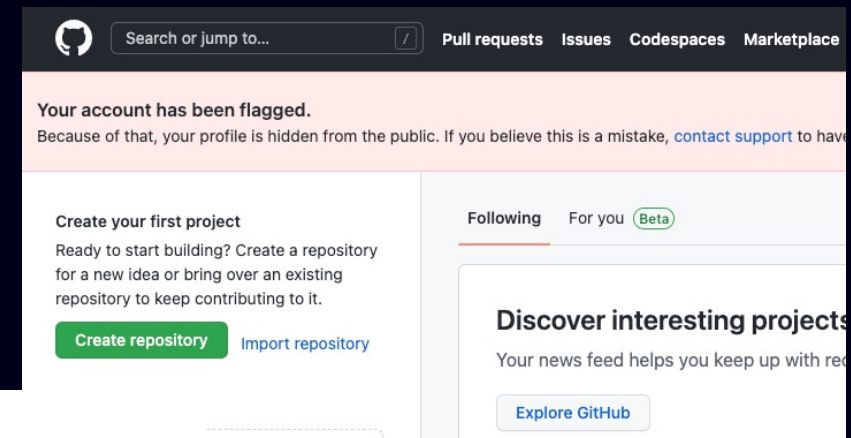 Search or jump to... / Pull requests Issues Codespaces Marketplace
Your account has been flagged.
Because of that, your profile is hidden from the public. If you believe this is a mistake, contact support to have
Create your first project
Ready to start building? Create a repository
for a new idea or bring over an existing
repository to keep contributing to it.
Create repository Import repository
Following For you Beta
Discover interesting projects
Your news feed helps you keep up with rec
Explore GitHub